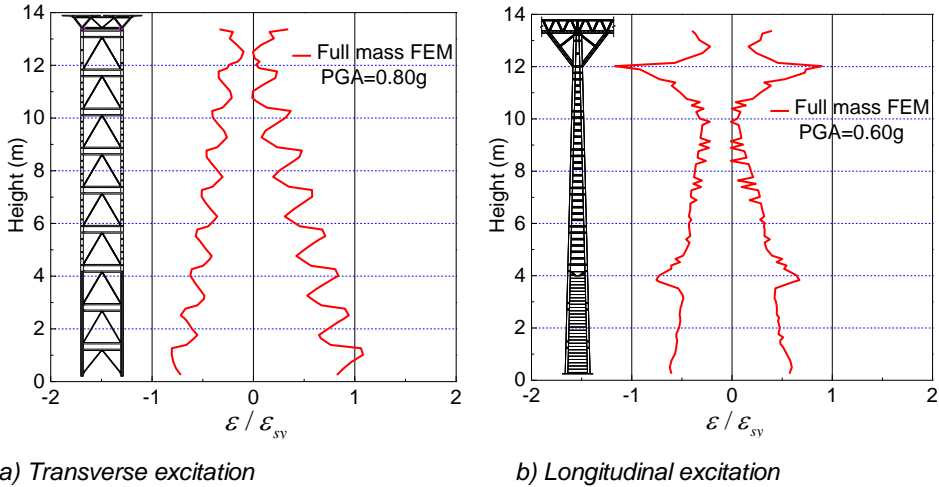 14
12
10
8
6
4
2
0
Height (m)
-1
0
1
2
ε / ε_sy
Full mass FEM
PGA=0.80g
14
12
10
8
6
4
2
0
Height (m)
-2
-1
0
1
2
ε / ε_sy
Full mass FEM
PGA=0.60g
a) Transverse excitation
b) Longitudinal excitation